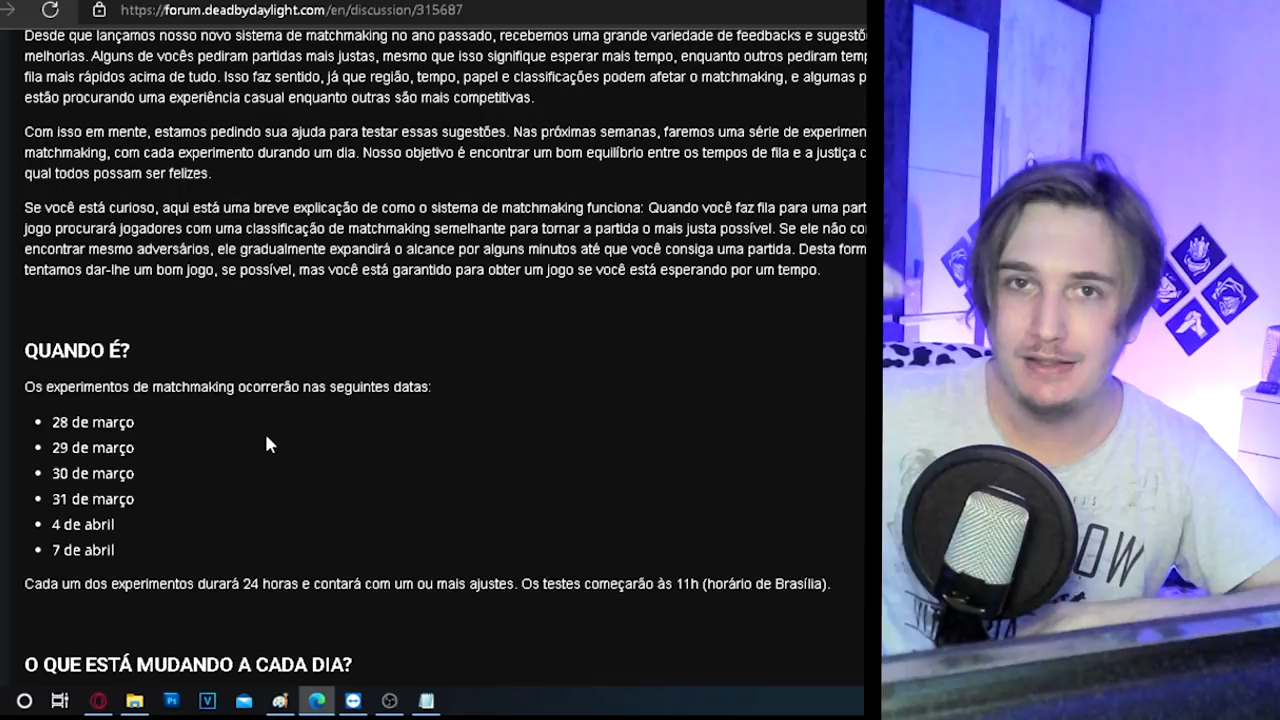 https://forum.deadbydaylight.com/en/discussion/315687
Desde que lançamos nosso novo sistema de matchmaking no ano passado, recebemos uma grande variedade de feedbacks e
melhorias. Alguns de vocês pediram partidas mais justas, mesmo que isso signifique esperar mais tempo, enquanto outros pediram
fila mais rápidos acima de tudo. Isso faz sentido, já que região, tempo, papel e classificações podem afetar o matchmaking, e algumas
estão procurando uma experiência casual enquanto outras são mais competitivas.
Com isso em mente, estamos pedindo sua ajuda para testar essas sugestões. Nas próximas semanas, faremos uma série de
matchmaking, com cada experimento durando um dia. Nosso objetivo é encontrar um bom equilíbrio entre os tempos de fila e a justiça
qual todos possam ser felizes.
Se você está curioso, aqui está uma breve explicação de como o sistema de matchmaking funciona: Quando você faz fila para uma
jogo procurará jogadores com uma classificação de matchmaking semelhante para tornar a partida o mais justa possível. Se ele não
encontrar mesmo adversários, ele gradualmente expandirá o alcance por alguns minutos até que você consiga uma partida. Desta
tentamos dar-lhe um bom jogo, se possível, mas você está garantido para obter um jogo se você está esperando por um tempo.
QUANDO É?
Os experimentos de matchmaking ocorrerão nas seguintes datas:
• 28 de março
• 29 de março
• 30 de março
• 31 de março
• 4 de abril
• 7 de abril
Cada um dos experimentos durará 24 horas e contará com um ou mais ajustes. Os testes começarão às 11h (horário de Brasília).
O QUE ESTÁ MUDANDO A CADA DIA?
Ps
V